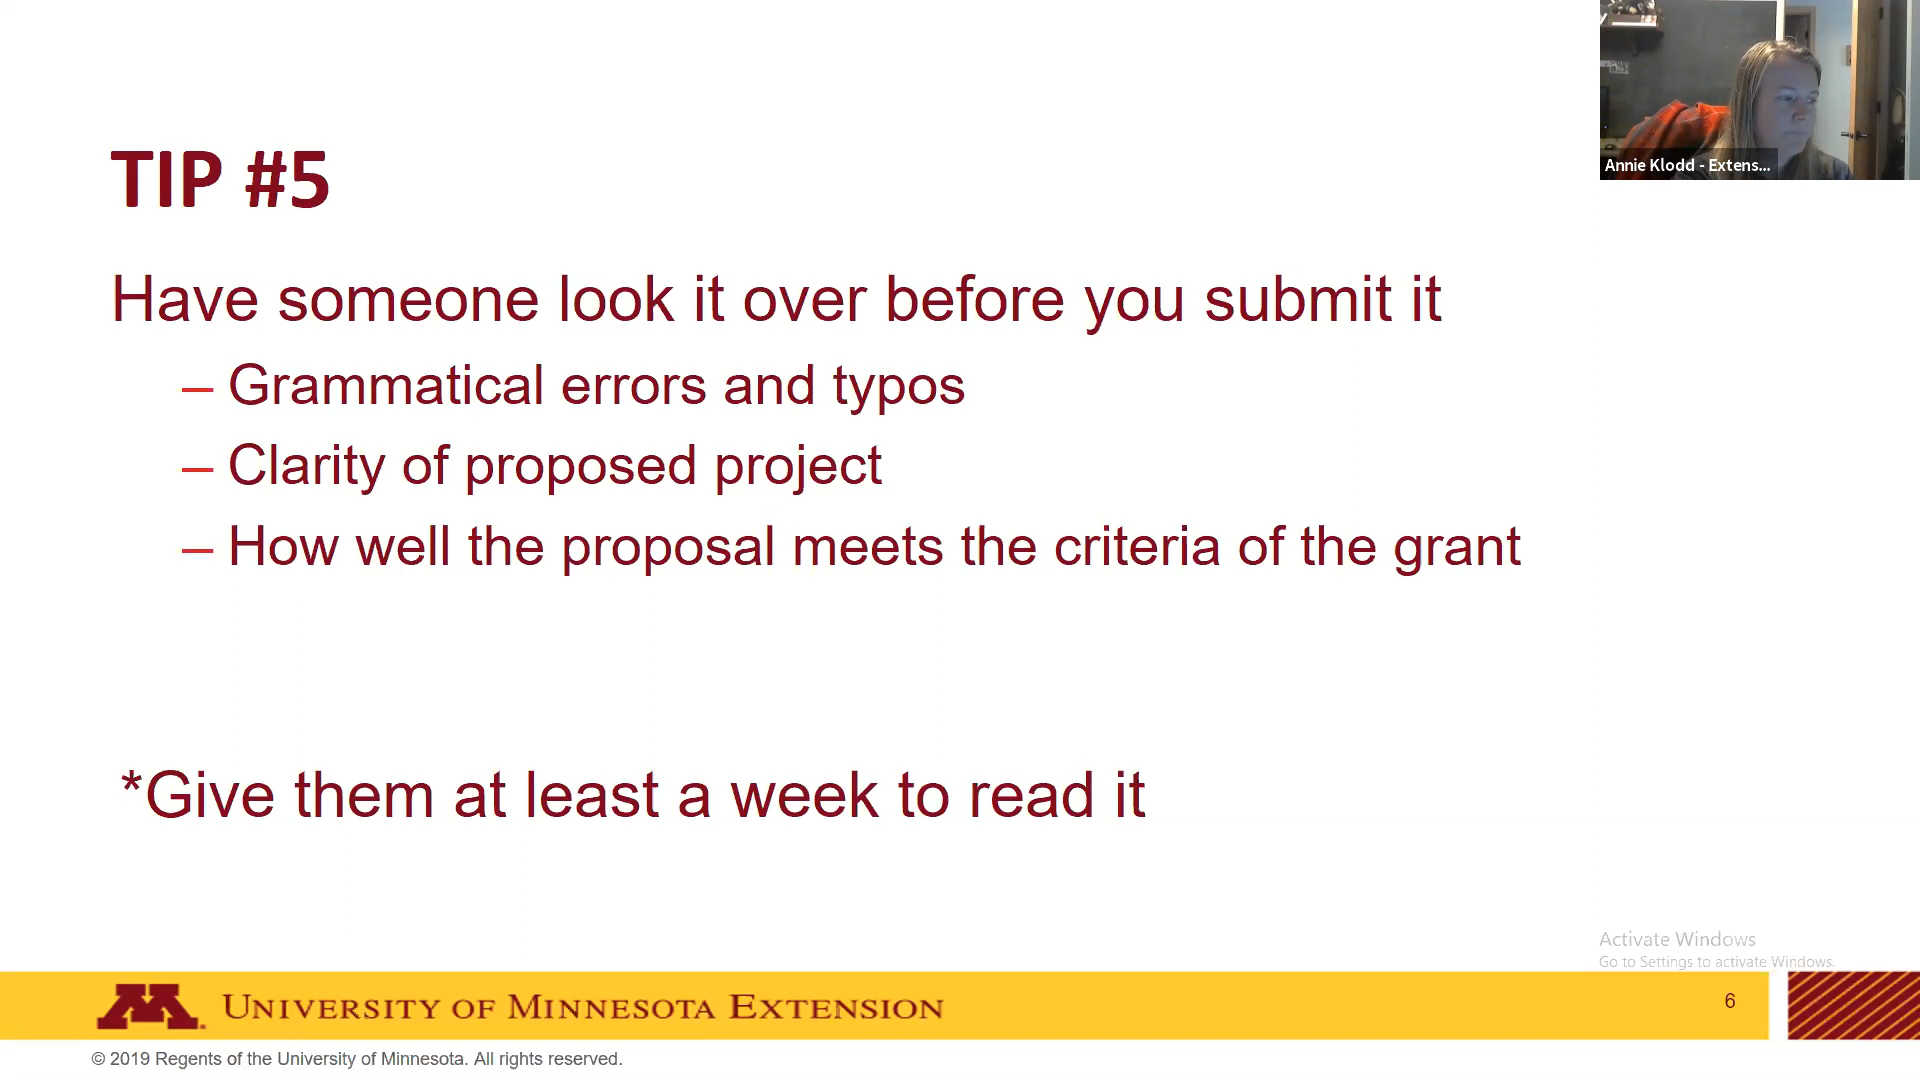 TIP #5
Have someone look it over before you submit it
– Grammatical errors and typos
– Clarity of proposed project
– How well the proposal meets the criteria of the grant
*Give them at least a week to read it
Annie Klodd - Extens...
Activate Windows
Go to Settings to activate Windows.
UNIVERSITY OF MINNESOTA EXTENSION
6
© 2019 Regents of the University of Minnesota. All rights reserved.